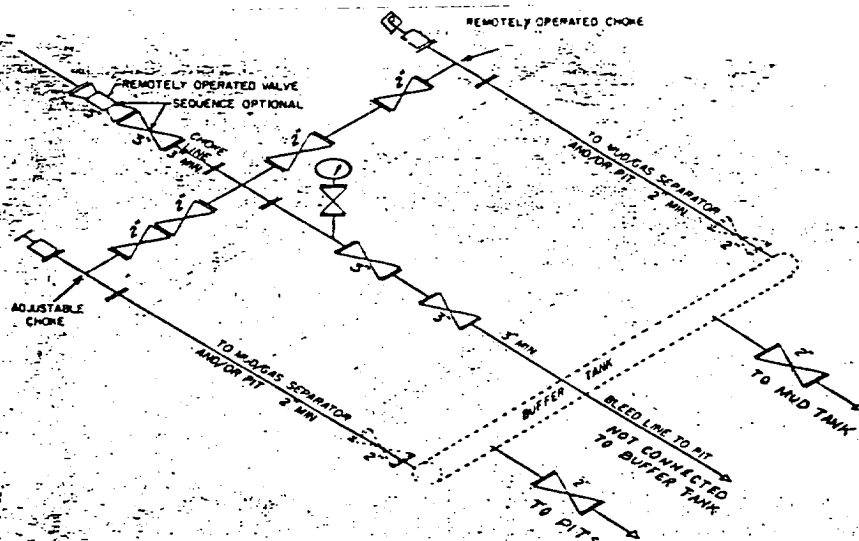 REMOTELY OPERATED CHOKE
REMOTELY OPERATED VALVE
SEQUENCE OPTIONAL
3"
3"
CHOKE
LINE
3" MIN
2"
2"
2"
2"
TO MUD/GAS SEPARATOR
AND/OR PIT
2" MIN.
2"
3"
3"
3" MIN
ADJUSTABLE
CHOKE
TO MUD/GAS SEPARATOR
AND/OR PIT
2" MIN
2"
BUFFER TANK
BLEED LINE TO PIT
NOT CONNECTED
TO BUFFER TANK
2"
TO MUD TANK
2"
TO PITS